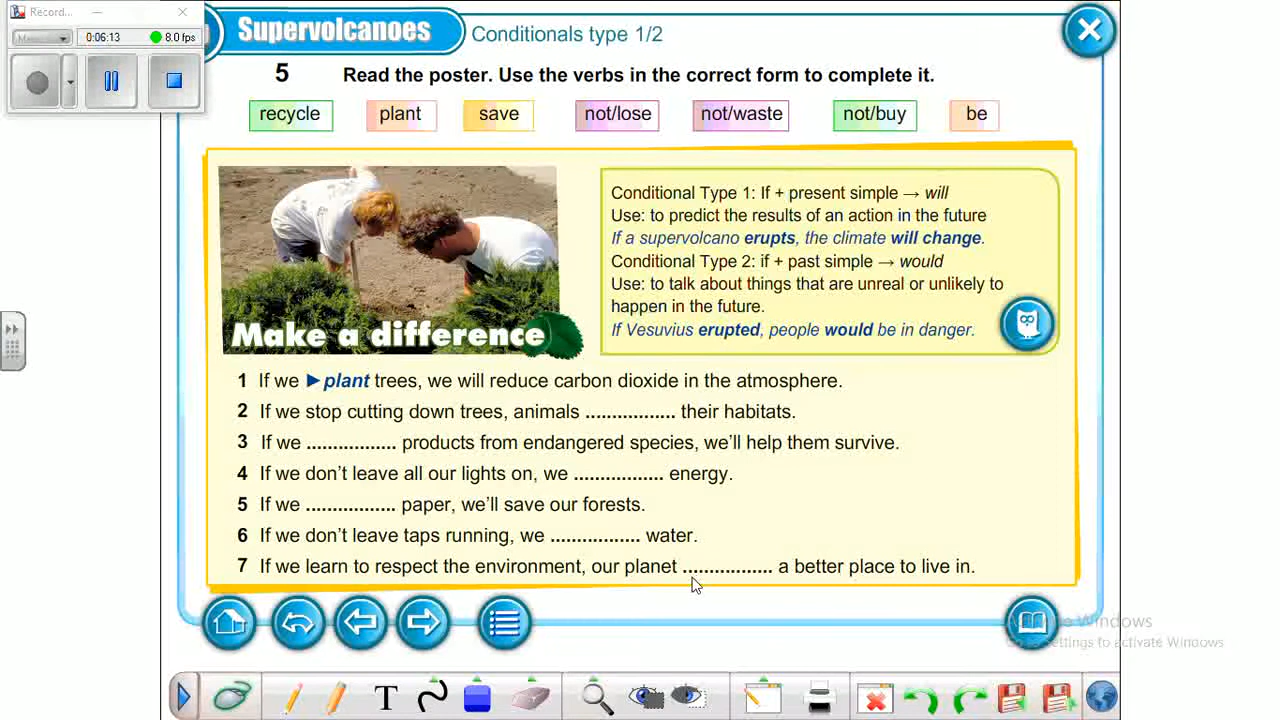 Record...
0:06:13
8.0 fps
Supervolcanoes
Conditionals type 1/2
5 Read the poster. Use the verbs in the correct form to complete it.
recycle plant save not/lose not/waste not/buy be
Make a difference
Conditional Type 1: If + present simple → will
Use: to predict the results of an action in the future
If a supervolcano erupts, the climate will change.
Conditional Type 2: if + past simple → would
Use: to talk about things that are unreal or unlikely to
happen in the future.
If Vesuvius erupted, people would be in danger.
1 If we ►plant trees, we will reduce carbon dioxide in the atmosphere.
2 If we stop cutting down trees, animals ................. their habitats.
3 If we ................. products from endangered species, we'll help them survive.
4 If we don't leave all our lights on, we ................. energy.
5 If we ................. paper, we'll save our forests.
6 If we don't leave taps running, we ................. water.
7 If we learn to respect the environment, our planet ................. a better place to live in.
Activate Windows
Go to Settings to activate Windows
T